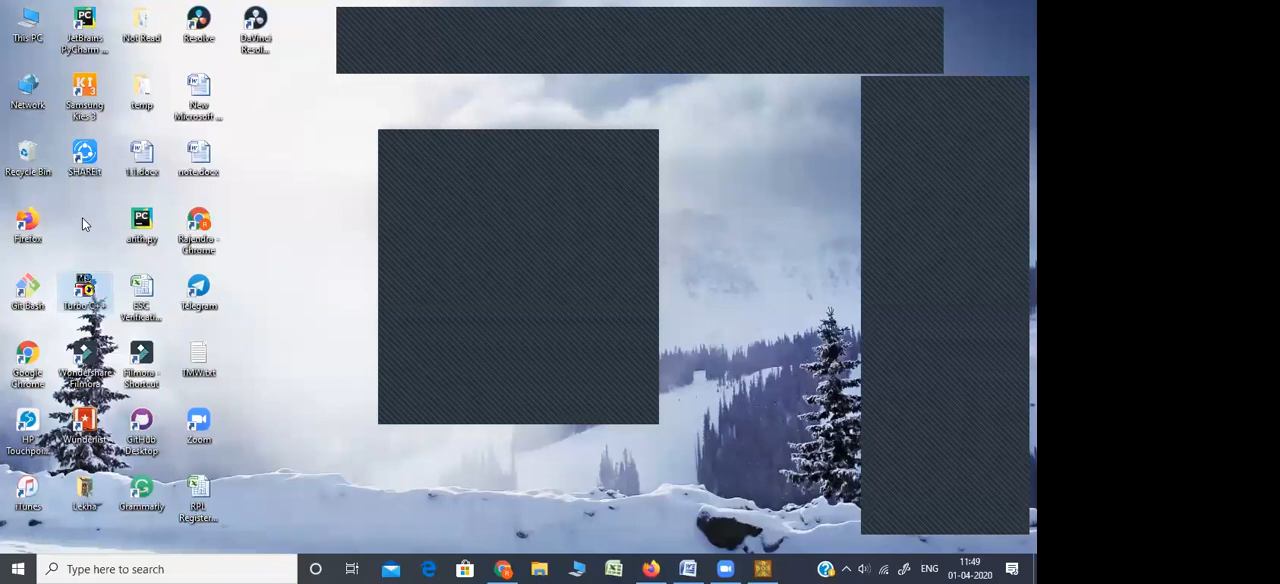 This PC
JetBrains
PyCharm ...
Not Read
Resolve
DaVinci
Resol...
Network
Samsung
Kies 3
temp
New
Microsoft ...
Recycle Bin
SHAREit
1.1.docx
note.docx
Firefox
arith.py
Rajendra -
Chrome
Git Bash
Turbo C++
ESC
Verificati...
Telegram
Google
Chrome
Wondershare
Filmora
Filmora -
Shortcut
TMW.txt
HP
Touchpoi...
Wunderlist
GitHub
Desktop
Zoom
iTunes
Lekha
Grammarly
RPL
Register...
Type here to search
ENG
11:49
01-04-2020